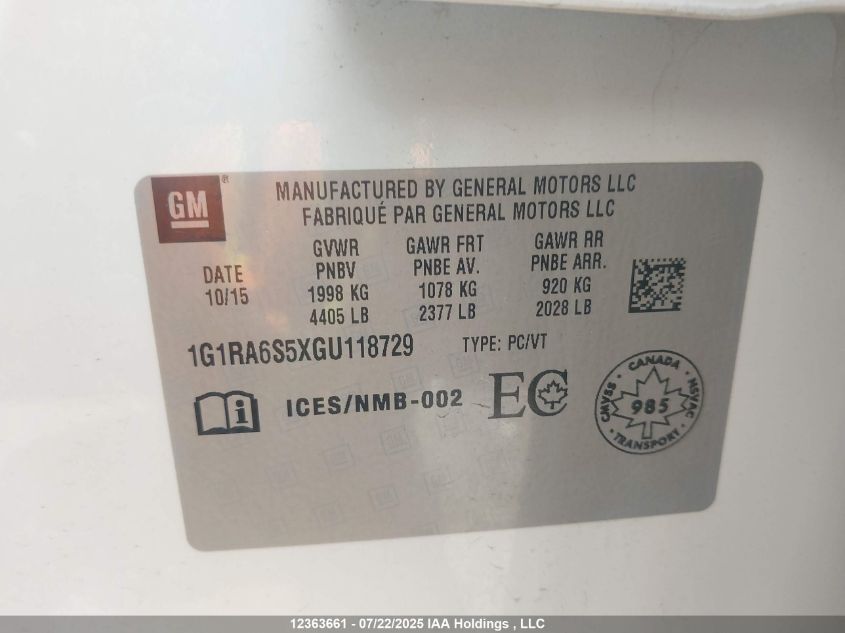 GM®
MANUFACTURED BY GENERAL MOTORS LLC
FABRIQUÉ PAR GENERAL MOTORS LLC
DATE
10/15
GVWR
PNBV
1998 KG
4405 LB
GAWR FRT
PNBE AV.
1078 KG
2377 LB
GAWR RR
PNBE ARR.
920 KG
2028 LB
1G1RA6S5XGU118729 TYPE: PC/VT
i ICES/NMB-002 EC
CANADA
CMVSS 985 NSVAC
TRANSPORT
12363661 - 07/22/2025 IAA Holdings , LLC